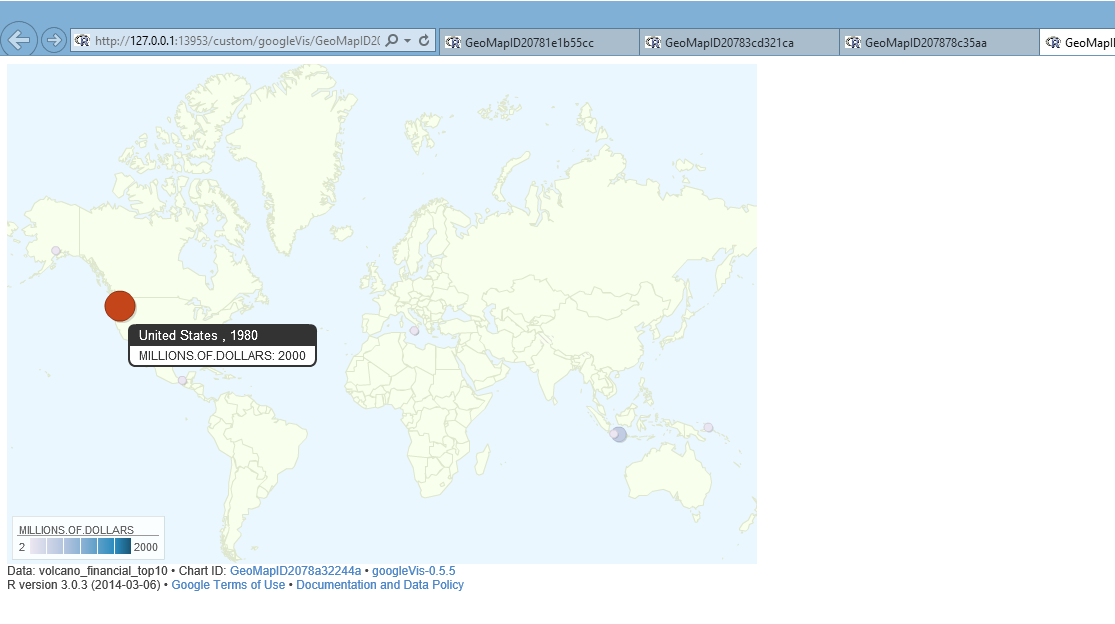 http://127.0.0.1:13953/custom/googleVis/GeoMapID20
GeoMapID20781e1b55cc
GeoMapID20783cd321ca
GeoMapID207878c35aa
GeoMapI
United States , 1980
MILLIONS.OF.DOLLARS: 2000
MILLIONS.OF.DOLLARS
2 2000
Data: volcano_financial_top10 • Chart ID: GeoMapID2078a32244a • googleVis-0.5.5
R version 3.0.3 (2014-03-06) • Google Terms of Use • Documentation and Data Policy